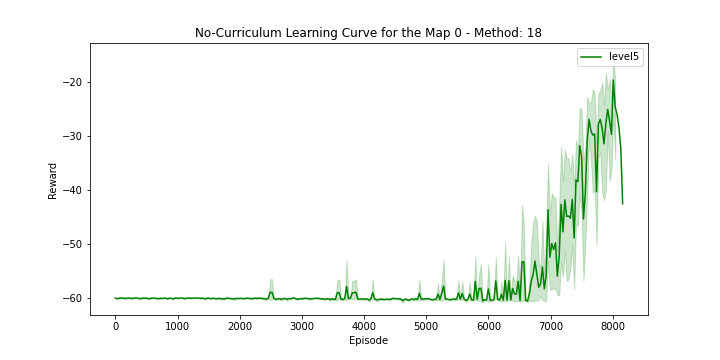 No-Curriculum Learning Curve for the Map 0 - Method: 18
level5
−20
−30
−40
−50
−60
Reward
0 1000 2000 3000 4000 5000 6000 7000 8000
Episode